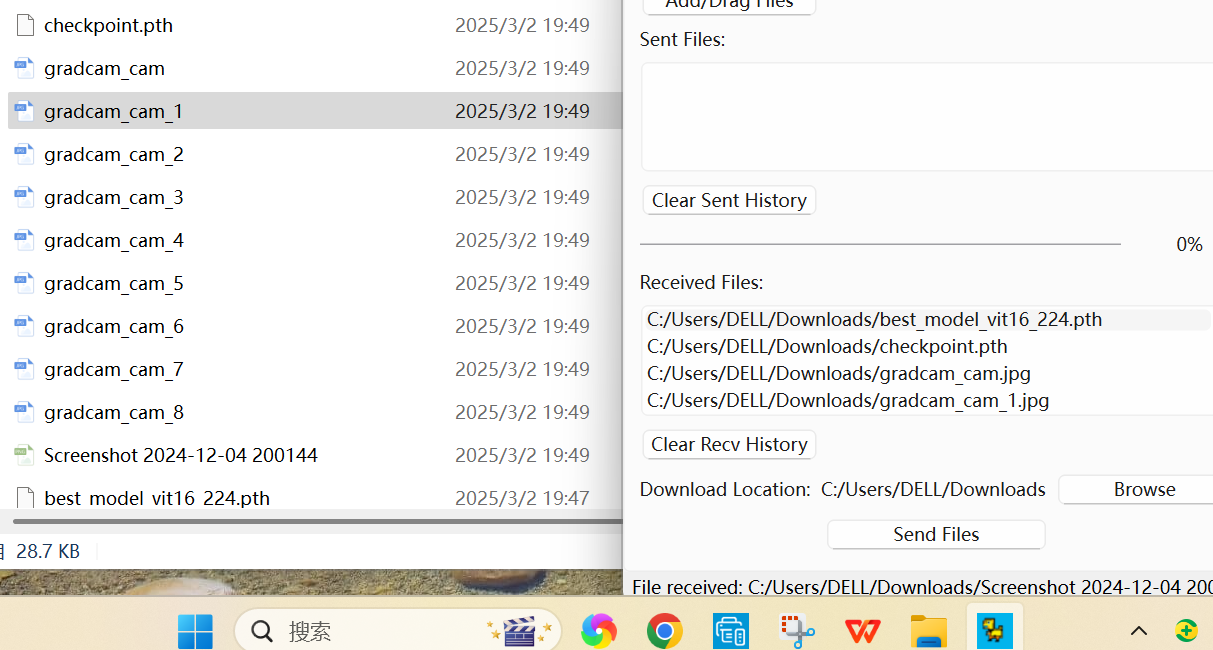 checkpoint.pth 2025/3/2 19:49
gradcam_cam 2025/3/2 19:49
gradcam_cam_1 2025/3/2 19:49
gradcam_cam_2 2025/3/2 19:49
gradcam_cam_3 2025/3/2 19:49
gradcam_cam_4 2025/3/2 19:49
gradcam_cam_5 2025/3/2 19:49
gradcam_cam_6 2025/3/2 19:49
gradcam_cam_7 2025/3/2 19:49
gradcam_cam_8 2025/3/2 19:49
Screenshot 2024-12-04 200144 2025/3/2 19:49
best_model_vit16_224.pth 2025/3/2 19:47
28.7 KB
Add/Drag Files
Sent Files:
Clear Sent History
0%
Received Files:
C:/Users/DELL/Downloads/best_model_vit16_224.pth
C:/Users/DELL/Downloads/checkpoint.pth
C:/Users/DELL/Downloads/gradcam_cam.jpg
C:/Users/DELL/Downloads/gradcam_cam_1.jpg
Clear Recv History
Download Location: C:/Users/DELL/Downloads Browse
Send Files
File received: C:/Users/DELL/Downloads/Screenshot 2024-12-04 200
搜索